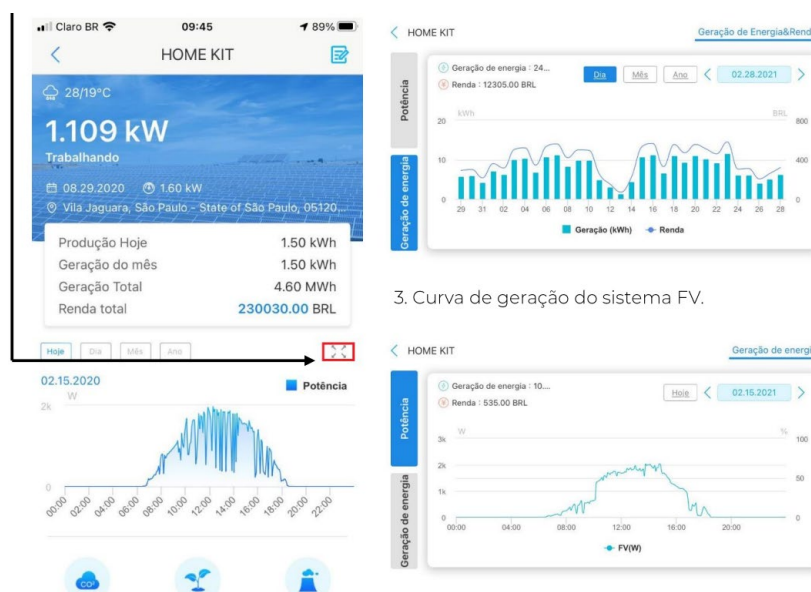 Claro BR 09:45 89%
HOME KIT
28/19°C
1.109 kW
Trabalhando
08.29.2020 1.60 kW
Vila Jaguara, São Paulo - State of São Paulo, 05120,...
Produção Hoje 1.50 kWh
Geração do mês 1.50 kWh
Geração Total 4.60 MWh
Renda total 230030.00 BRL
Hoje Dia Mês Ano
02.15.2020 Potência
W
2k
0
00:00 02:00 04:00 06:00 08:00 10:00 12:00 14:00 16:00 18:00 20:00 22:00
CO²
HOME KIT Geração de Energia&Rend
Potência
Geração de energia
Geração de energia : 24...
Renda : 12305.00 BRL
Dia Mês Ano 02.28.2021
kWh BRL
20 800
10 400
0 0
29 31 02 04 06 08 10 12 14 16 18 20 22 24 26 28
Geração (kWh) Renda
3. Curva de geração do sistema FV.
HOME KIT Geração de energi
Potência
Geração de energia
Geração de energia : 10....
Renda : 535.00 BRL
Hoje 02.15.2021
W %
3k 100
2k
50
1k
0 0
00:00 04:00 08:00 12:00 16:00 20:00
FV(W)